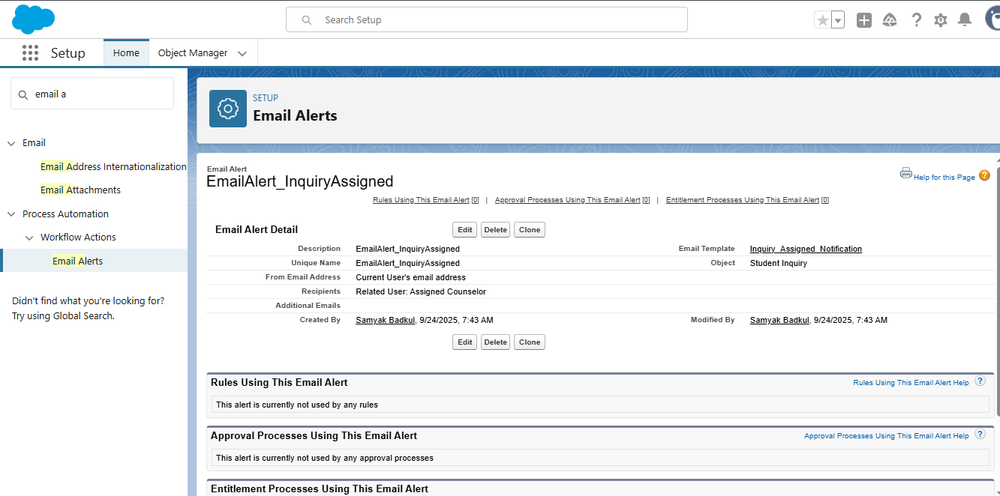 Search Setup
Setup
Home
Object Manager
email a
Email
Email Address Internationalization
Email Attachments
Process Automation
Workflow Actions
Email Alerts
Didn't find what you're looking for?
Try using Global Search.
SETUP
Email Alerts
Email Alert
EmailAlert_InquiryAssigned
Help for this Page ?
Rules Using This Email Alert [0] | Approval Processes Using This Email Alert [0] | Entitlement Processes Using This Email Alert [0]
Email Alert Detail Edit Delete Clone
Description EmailAlert_InquiryAssigned Email Template Inquiry_Assigned_Notification
Unique Name EmailAlert_InquiryAssigned Object Student Inquiry
From Email Address Current User's email address
Recipients Related User: Assigned Counselor
Additional Emails
Created By Samyak Badkul, 9/24/2025, 7:43 AM Modified By Samyak Badkul, 9/24/2025, 7:43 AM
Edit Delete Clone
Rules Using This Email Alert Rules Using This Email Alert Help ?
This alert is currently not used by any rules
Approval Processes Using This Email Alert Approval Processes Using This Email Alert Help ?
This alert is currently not used by any approval processes
Entitlement Processes Using This Email Alert